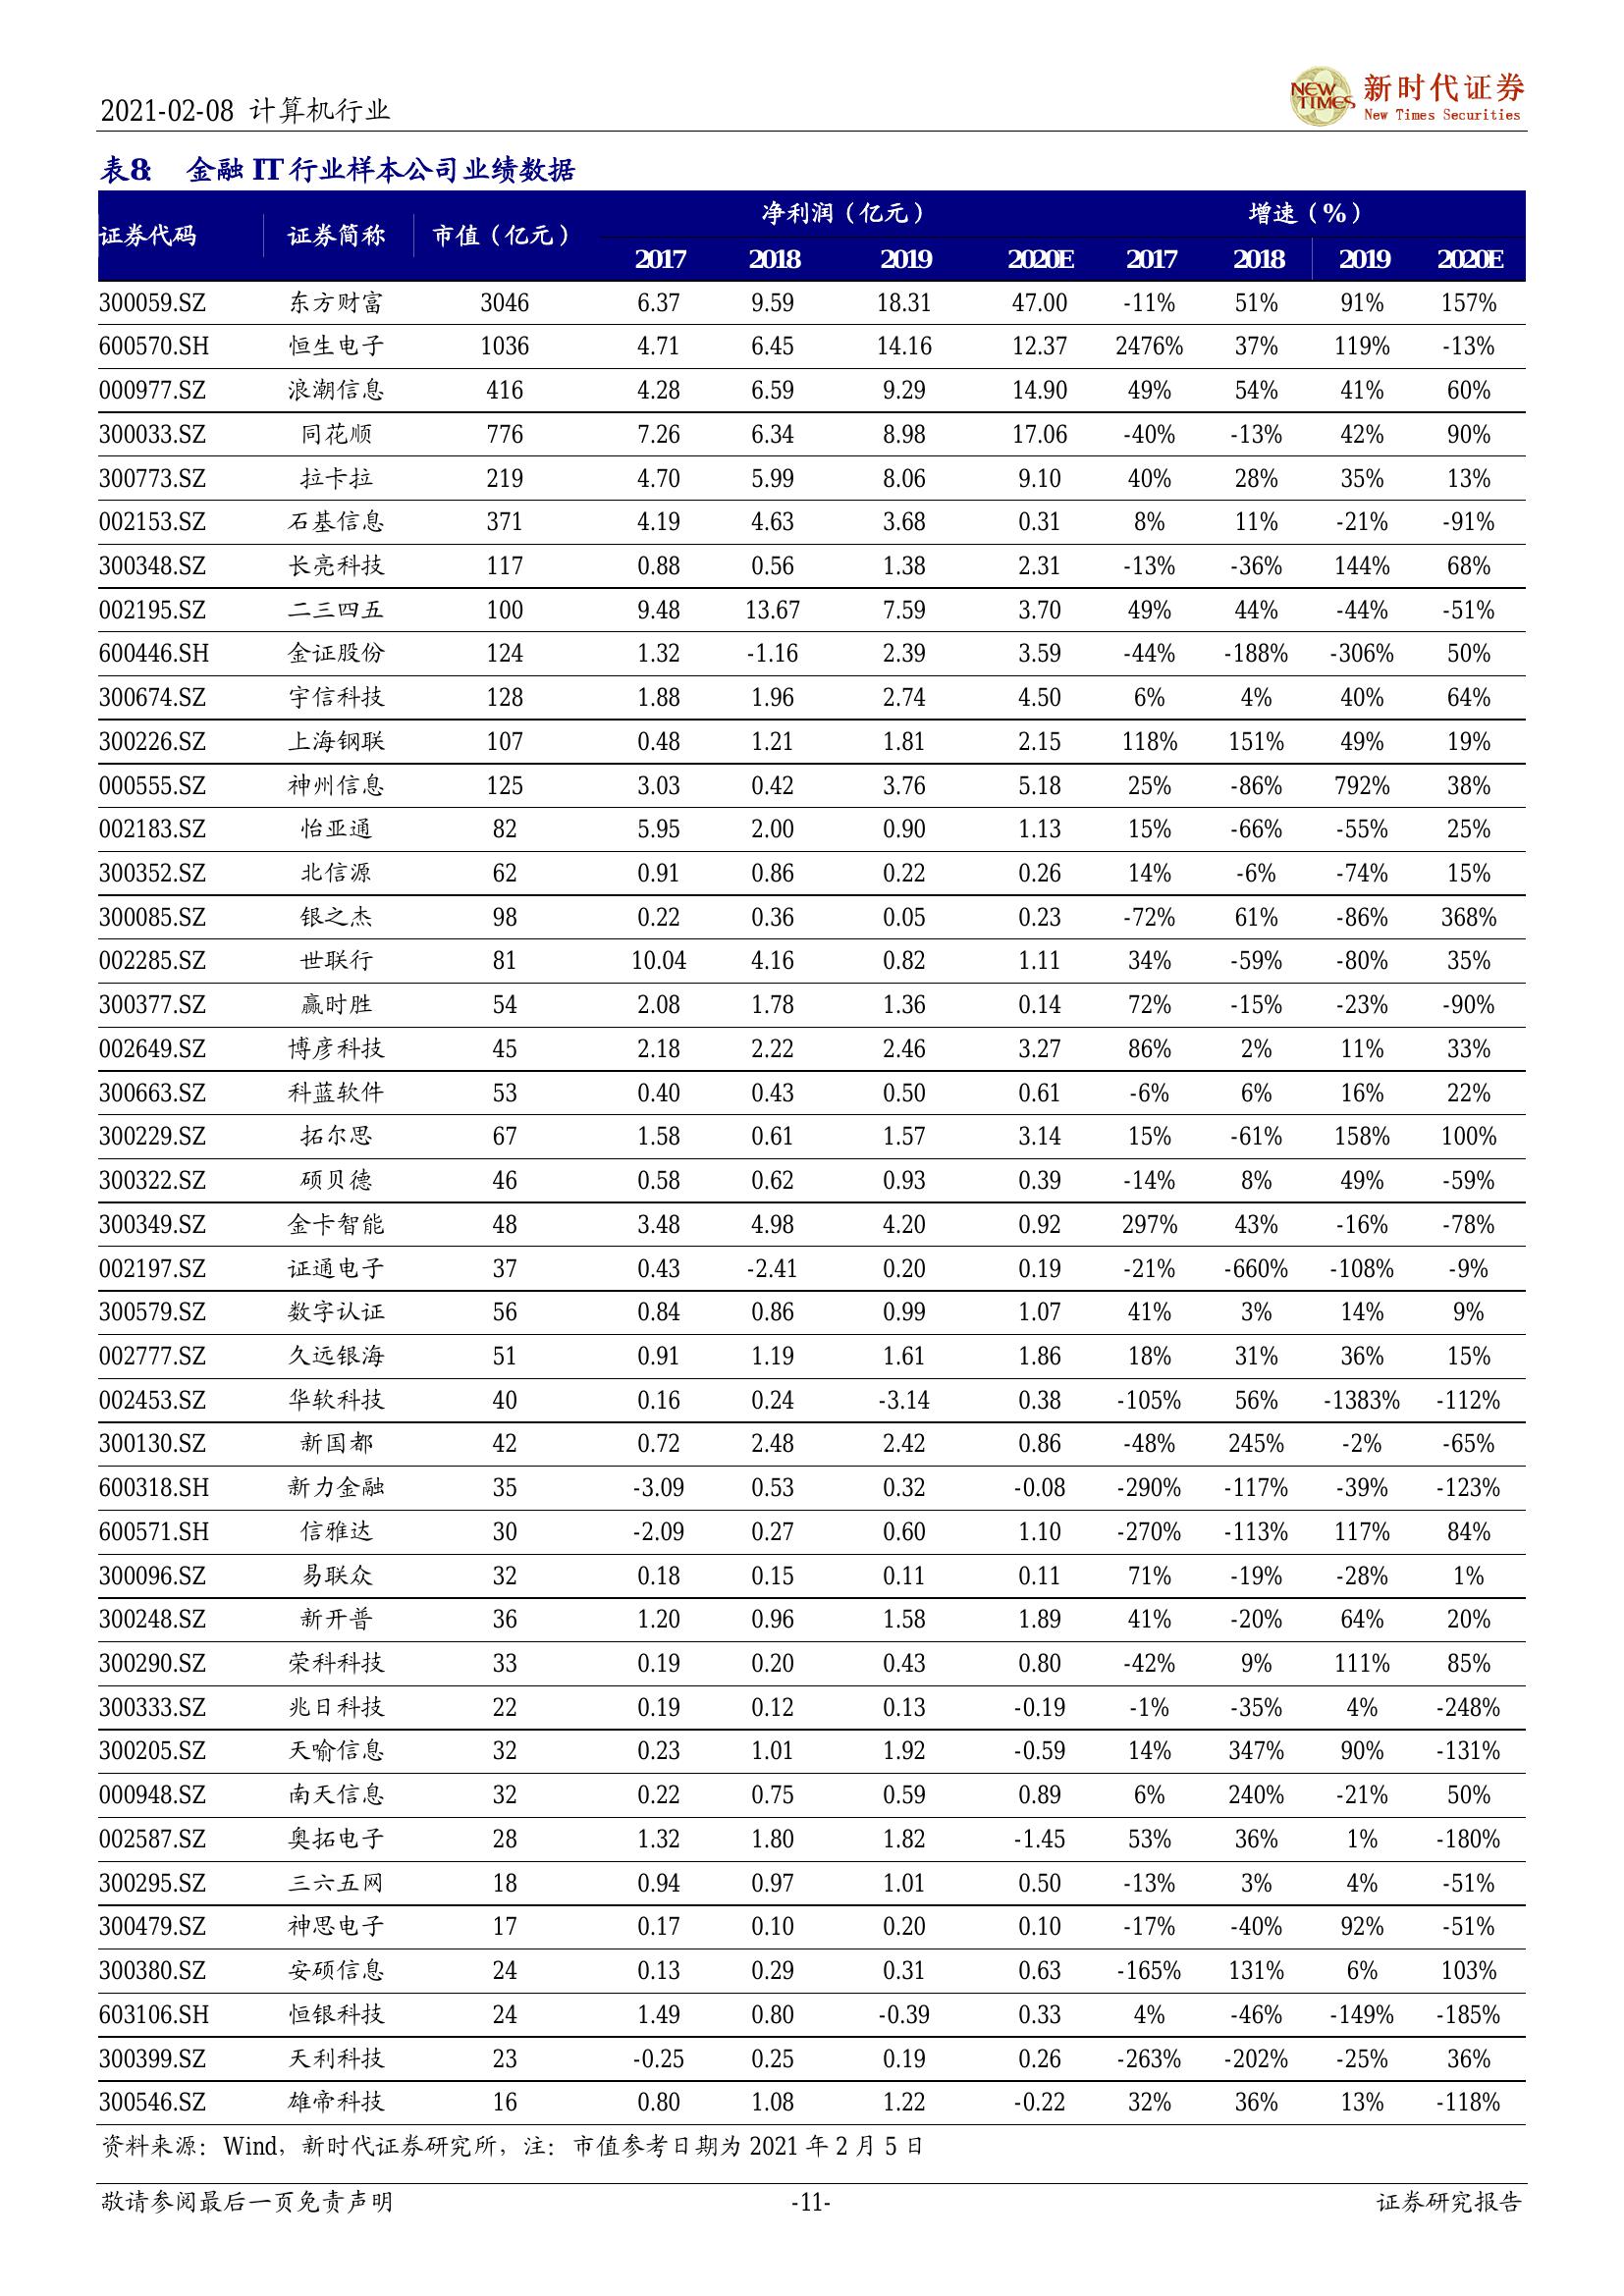 2021-02-08 计算机行业
NEW TIMES 新时代证券
New Times Securities
表8: 金融 IT 行业样本公司业绩数据
证券代码 证券简称 市值（亿元） 净利润（亿元） 增速（%）
2017 2018 2019 2020E 2017 2018 2019 2020E
300059.SZ 东方财富 3046 6.37 9.59 18.31 47.00 -11% 51% 91% 157%
600570.SH 恒生电子 1036 4.71 6.45 14.16 12.37 2476% 37% 119% -13%
000977.SZ 浪潮信息 416 4.28 6.59 9.29 14.90 49% 54% 41% 60%
300033.SZ 同花顺 776 7.26 6.34 8.98 17.06 -40% -13% 42% 90%
300773.SZ 拉卡拉 219 4.70 5.99 8.06 9.10 40% 28% 35% 13%
002153.SZ 石基信息 371 4.19 4.63 3.68 0.31 8% 11% -21% -91%
300348.SZ 长亮科技 117 0.88 0.56 1.38 2.31 -13% -36% 144% 68%
002195.SZ 二三四五 100 9.48 13.67 7.59 3.70 49% 44% -44% -51%
600446.SH 金证股份 124 1.32 -1.16 2.39 3.59 -44% -188% -306% 50%
300674.SZ 宇信科技 128 1.88 1.96 2.74 4.50 6% 4% 40% 64%
300226.SZ 上海钢联 107 0.48 1.21 1.81 2.15 118% 151% 49% 19%
000555.SZ 神州信息 125 3.03 0.42 3.76 5.18 25% -86% 792% 38%
002183.SZ 怡亚通 82 5.95 2.00 0.90 1.13 15% -66% -55% 25%
300352.SZ 北信源 62 0.91 0.86 0.22 0.26 14% -6% -74% 15%
300085.SZ 银之杰 98 0.22 0.36 0.05 0.23 -72% 61% -86% 368%
002285.SZ 世联行 81 10.04 4.16 0.82 1.11 34% -59% -80% 35%
300377.SZ 赢时胜 54 2.08 1.78 1.36 0.14 72% -15% -23% -90%
002649.SZ 博彦科技 45 2.18 2.22 2.46 3.27 86% 2% 11% 33%
300663.SZ 科蓝软件 53 0.40 0.43 0.50 0.61 -6% 6% 16% 22%
300229.SZ 拓尔思 67 1.58 0.61 1.57 3.14 15% -61% 158% 100%
300322.SZ 硕贝德 46 0.58 0.62 0.93 0.39 -14% 8% 49% -59%
300349.SZ 金卡智能 48 3.48 4.98 4.20 0.92 297% 43% -16% -78%
002197.SZ 证通电子 37 0.43 -2.41 0.20 0.19 -21% -660% -108% -9%
300579.SZ 数字认证 56 0.84 0.86 0.99 1.07 41% 3% 14% 9%
002777.SZ 久远银海 51 0.91 1.19 1.61 1.86 18% 31% 36% 15%
002453.SZ 华软科技 40 0.16 0.24 -3.14 0.38 -105% 56% -1383% -112%
300130.SZ 新国都 42 0.72 2.48 2.42 0.86 -48% 245% -2% -65%
600318.SH 新力金融 35 -3.09 0.53 0.32 -0.08 -290% -117% -39% -123%
600571.SH 信雅达 30 -2.09 0.27 0.60 1.10 -270% -113% 117% 84%
300096.SZ 易联众 32 0.18 0.15 0.11 0.11 71% -19% -28% 1%
300248.SZ 新开普 36 1.20 0.96 1.58 1.89 41% -20% 64% 20%
300290.SZ 荣科科技 33 0.19 0.20 0.43 0.80 -42% 9% 111% 85%
300333.SZ 兆日科技 22 0.19 0.12 0.13 -0.19 -1% -35% 4% -248%
300205.SZ 天喻信息 32 0.23 1.01 1.92 -0.59 14% 347% 90% -131%
000948.SZ 南天信息 32 0.22 0.75 0.59 0.89 6% 240% -21% 50%
002587.SZ 奥拓电子 28 1.32 1.80 1.82 -1.45 53% 36% 1% -180%
300295.SZ 三六五网 18 0.94 0.97 1.01 0.50 -13% 3% 4% -51%
300479.SZ 神思电子 17 0.17 0.10 0.20 0.10 -17% -40% 92% -51%
300380.SZ 安硕信息 24 0.13 0.29 0.31 0.63 -165% 131% 6% 103%
603106.SH 恒银科技 24 1.49 0.80 -0.39 0.33 4% -46% -149% -185%
300399.SZ 天利科技 23 -0.25 0.25 0.19 0.26 -263% -202% -25% 36%
300546.SZ 雄帝科技 16 0.80 1.08 1.22 -0.22 32% 36% 13% -118%
资料来源：Wind，新时代证券研究所，注：市值参考日期为 2021 年 2 月 5 日
敬请参阅最后一页免责声明 -11- 证券研究报告